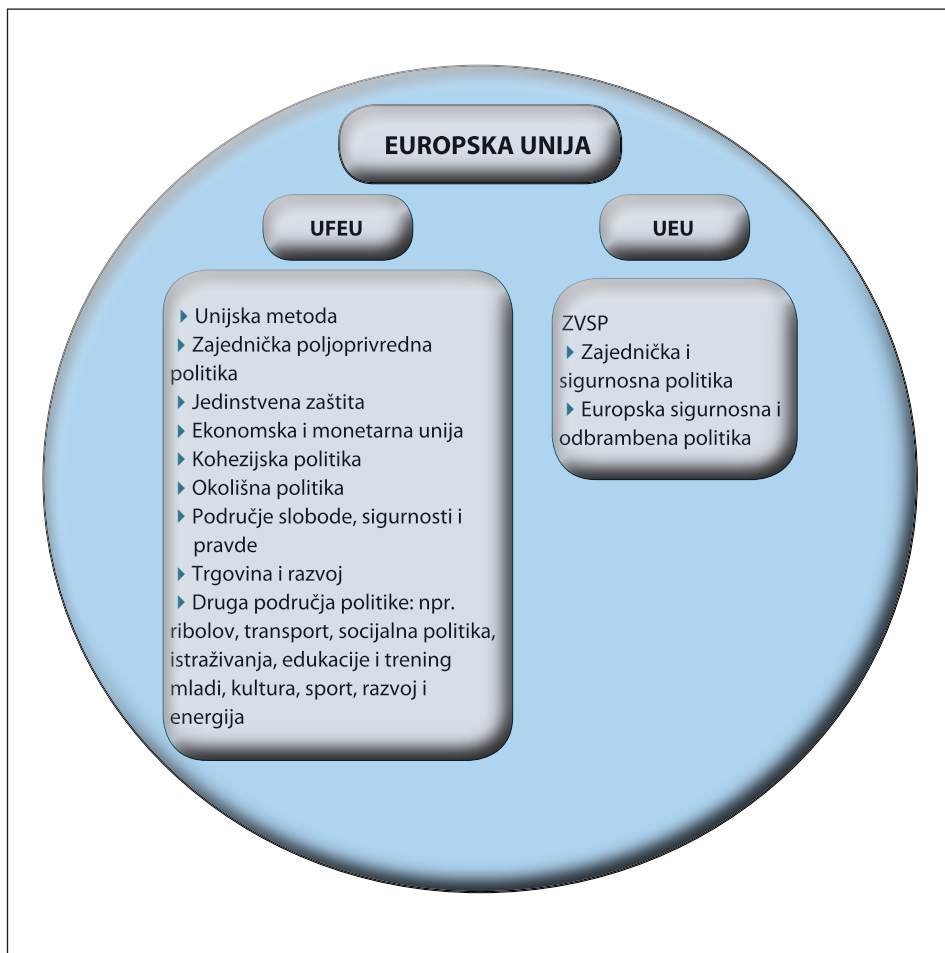 EUROPSKA UNIJA
UFEU
▶ Unijska metoda
▶ Zajednička poljoprivredna
politika
▶ Jedinstvena zaštita
▶ Ekonomska i monetarna unija
▶ Kohezijska politika
▶ Okolišna politika
▶ Područje slobode, sigurnosti i
pravde
▶ Trgovina i razvoj
▶ Druga područja politike: npr.
ribolov, transport, socijalna politika,
istraživanja, edukacije i trening
mladi, kultura, sport, razvoj i
energija
UEU
ZVSP
▶ Zajednička i
sigurnosna politika
▶ Europska sigurnosna i
odbrambena politika